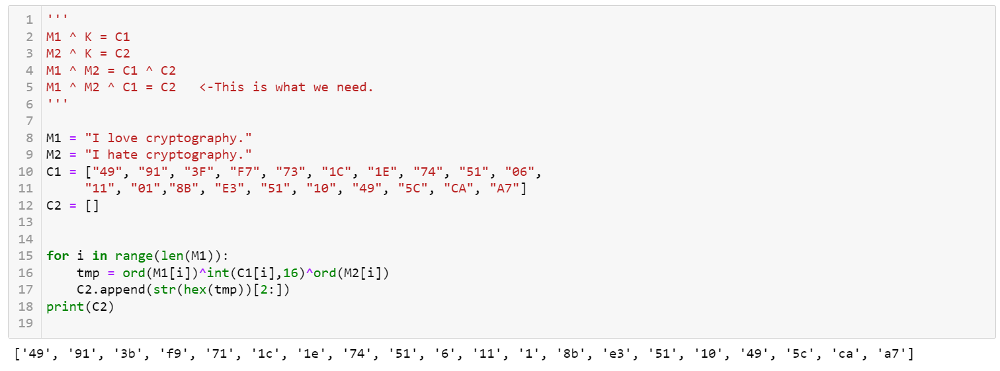 1 '''
2 M1 ^ K = C1
3 M2 ^ K = C2
4 M1 ^ M2 = C1 ^ C2
5 M1 ^ M2 ^ C1 = C2   <-This is what we need.
6 '''
7
8 M1 = "I love cryptography."
9 M2 = "I hate cryptography."
10 C1 = ["49", "91", "3F", "F7", "73", "1C", "1E", "74", "51", "06",
11      "11", "01","8B", "E3", "51", "10", "49", "5C", "CA", "A7"]
12 C2 = []
13
14
15 for i in range(len(M1)):
16     tmp = ord(M1[i])^int(C1[i],16)^ord(M2[i])
17     C2.append(str(hex(tmp))[2:])
18 print(C2)
19
['49', '91', '3b', 'f9', '71', '1c', '1e', '74', '51', '6', '11', '1', '8b', 'e3', '51', '10', '49', '5c', 'ca', 'a7']